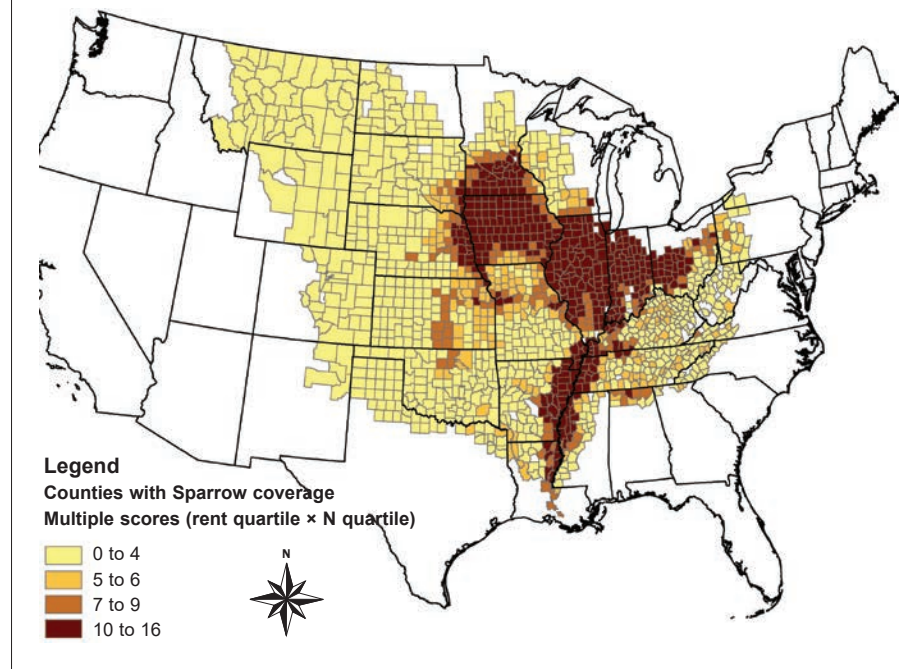 Legend
Counties with Sparrow coverage
Multiple scores (rent quartile × N quartile)
0 to 4
5 to 6
7 to 9
10 to 16
N